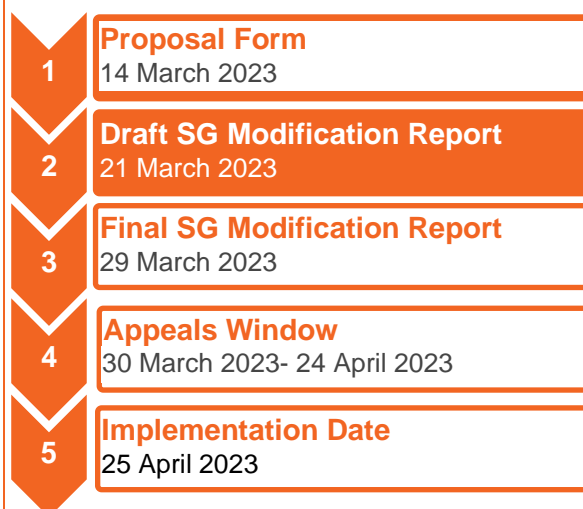 1
Proposal Form
14 March 2023
2
Draft SG Modification Report
21 March 2023
3
Final SG Modification Report
29 March 2023
4
Appeals Window
30 March 2023- 24 April 2023
5
Implementation Date
25 April 2023